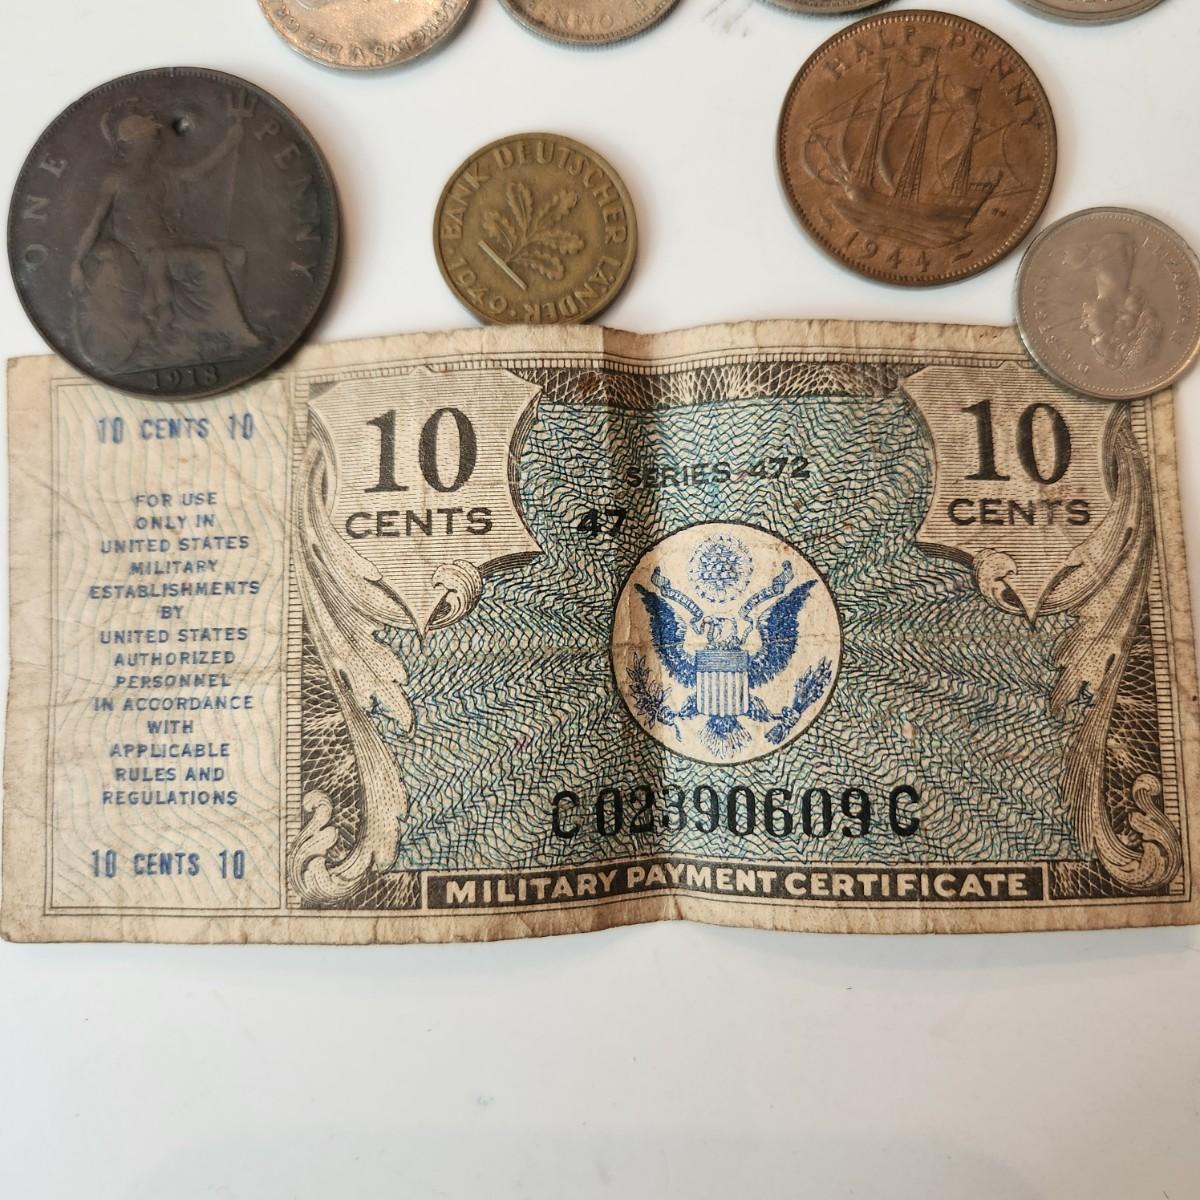 ONE PENNY
1918
BANK DEUTSCHER LÄNDER
1949
HALF PENNY
1944
ELIZABETH
10 CENTS 10
FOR USE
ONLY IN
UNITED STATES
MILITARY
ESTABLISHMENTS
BY
UNITED STATES
AUTHORIZED
PERSONNEL
IN ACCORDANCE
WITH
APPLICABLE
RULES AND
REGULATIONS
10 CENTS 10
10
CENTS
SERIES 472
47
10
CENTS
C02390609C
MILITARY PAYMENT CERTIFICATE